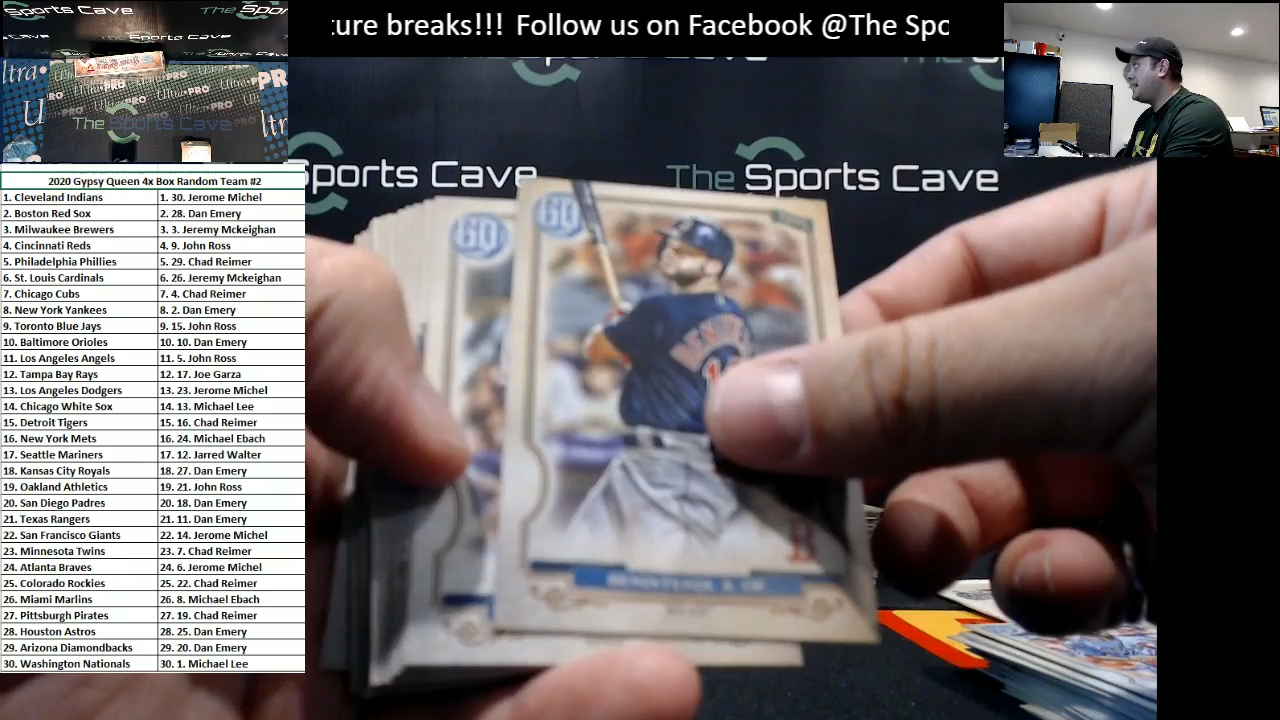 :ure breaks!!! Follow us on Facebook @The Spo
The Sports Cave
Ultra PRO
The Sports Cave
2020 Gypsy Queen 4x Box Random Team #2
1. Cleveland Indians 1. 30. Jerome Michel
2. Boston Red Sox 2. 28. Dan Emery
3. Milwaukee Brewers 3. 3. Jeremy Mckeighan
4. Cincinnati Reds 4. 9. John Ross
5. Philadelphia Phillies 5. 29. Chad Reimer
6. St. Louis Cardinals 6. 26. Jeremy Mckeighan
7. Chicago Cubs 7. 4. Chad Reimer
8. New York Yankees 8. 2. Dan Emery
9. Toronto Blue Jays 9. 15. John Ross
10. Baltimore Orioles 10. 10. Dan Emery
11. Los Angeles Angels 11. 5. John Ross
12. Tampa Bay Rays 12. 17. Joe Garza
13. Los Angeles Dodgers 13. 23. Jerome Michel
14. Chicago White Sox 14. 13. Michael Lee
15. Detroit Tigers 15. 16. Chad Reimer
16. New York Mets 16. 24. Michael Ebach
17. Seattle Mariners 17. 12. Jarred Walter
18. Kansas City Royals 18. 27. Dan Emery
19. Oakland Athletics 19. 21. John Ross
20. San Diego Padres 20. 18. Dan Emery
21. Texas Rangers 21. 11. Dan Emery
22. San Francisco Giants 22. 14. Jerome Michel
23. Minnesota Twins 23. 7. Chad Reimer
24. Atlanta Braves 24. 6. Jerome Michel
25. Colorado Rockies 25. 22. Chad Reimer
26. Miami Marlins 26. 8. Michael Ebach
27. Pittsburgh Pirates 27. 19. Chad Reimer
28. Houston Astros 28. 25. Dan Emery
29. Arizona Diamondbacks 29. 20. Dan Emery
30. Washington Nationals 30. 1. Michael Lee
Sports Cave
The Sports Cave
GQ
GQ
B